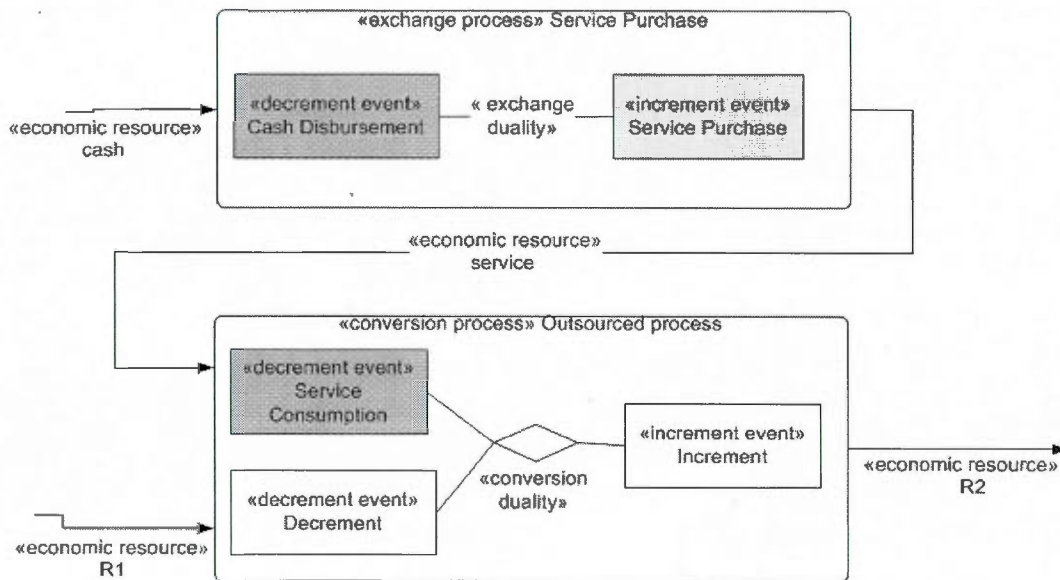 «exchange process» Service Purchase
«decrement event»
Cash Disbursement
« exchange
duality»
«increment event»
Service Purchase
«economic resource»
cash
«economic resource»
service
«conversion process» Outsourced process
«decrement event»
Service
Consumption
«increment event»
Increment
«conversion
duality»
«decrement event»
Decrement
«economic resource»
R2
«economic resource»
R1